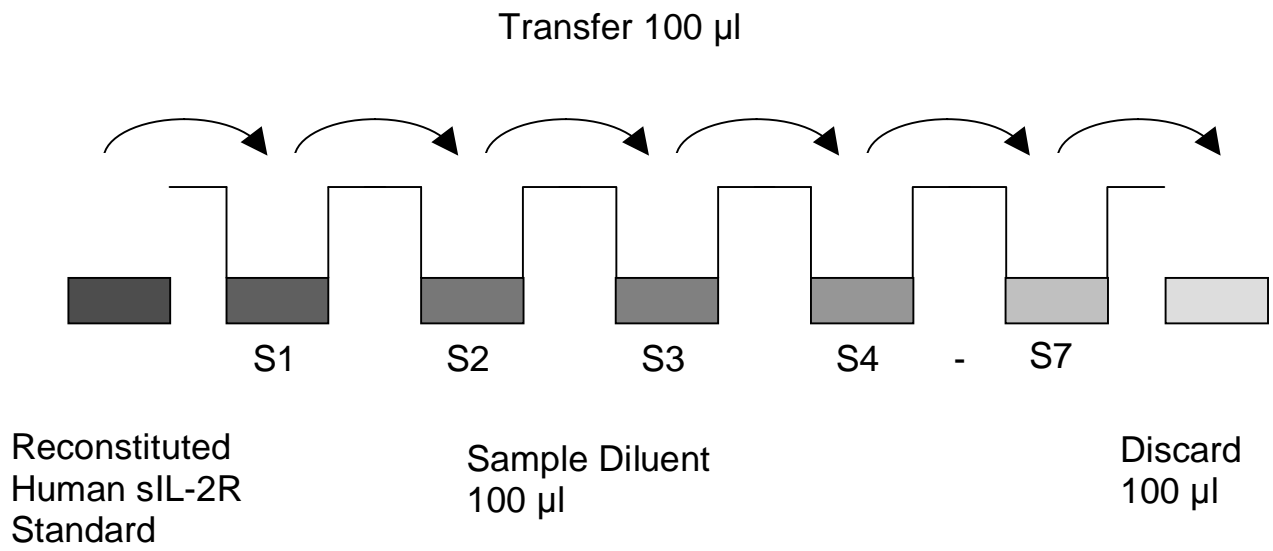 Transfer 100 µl
S1 S2 S3 S4 - S7
Reconstituted
Human sIL-2R
Standard
Sample Diluent
100 µl
Discard
100 µl